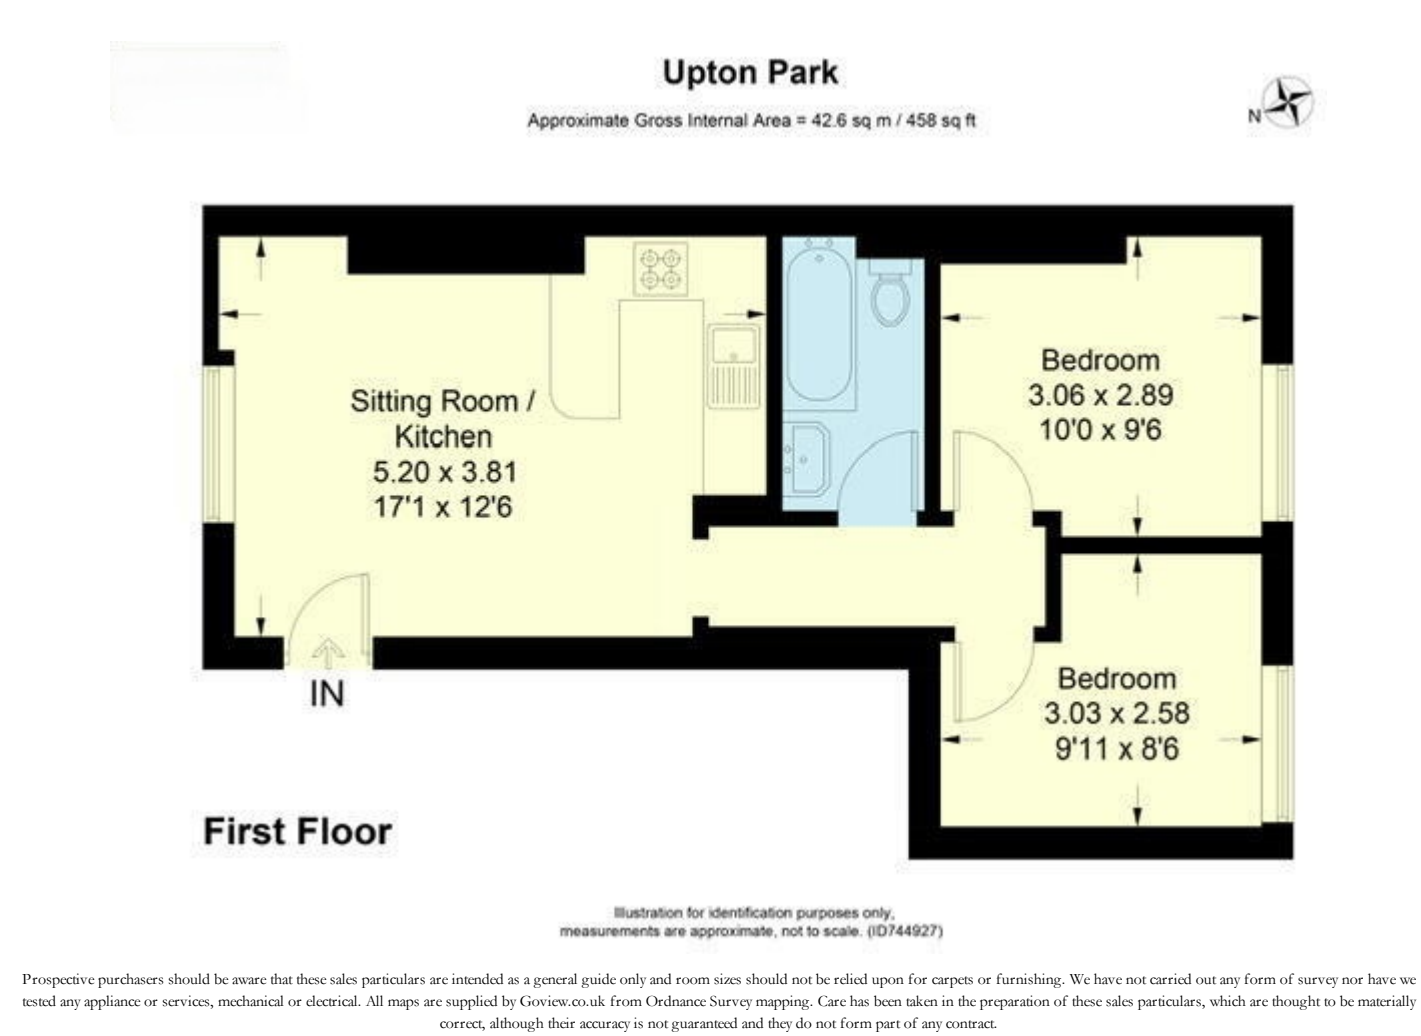 Upton Park
Approximate Gross Internal Area = 42.6 sq m / 458 sq ft
N
Sitting Room /
Kitchen
5.20 x 3.81
17'1 x 12'6
Bedroom
3.06 x 2.89
10'0 x 9'6
Bedroom
3.03 x 2.58
9'11 x 8'6
IN
First Floor
Illustration for identification purposes only,
measurements are approximate, not to scale. (ID744927)
Prospective purchasers should be aware that these sales particulars are intended as a general guide only and room sizes should not be relied upon for carpets or furnishing. We have not carried out any form of survey nor have we
tested any appliance or services, mechanical or electrical. All maps are supplied by Goview.co.uk from Ordnance Survey mapping. Care has been taken in the preparation of these sales particulars, which are thought to be materially
correct, although their accuracy is not guaranteed and they do not form part of any contract.